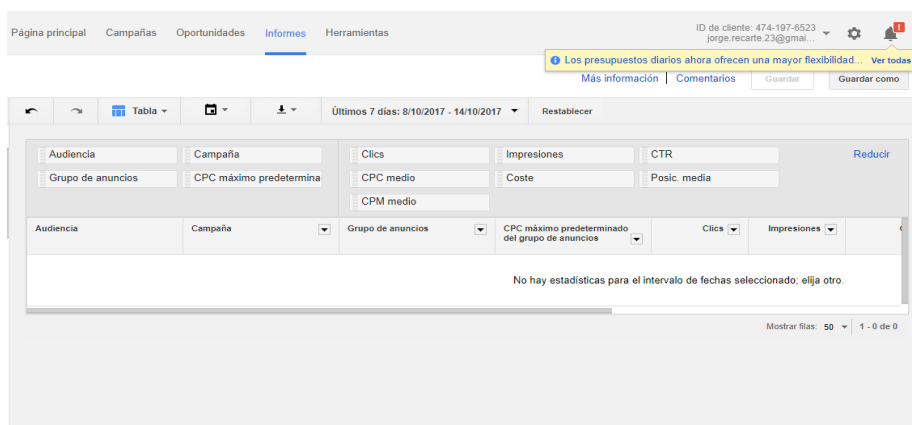 Página principal Campañas Oportunidades Informes Herramientas
ID de cliente: 474-197-6523
jorge.recarte.23@gmai...
Los presupuestos diarios ahora ofrecen una mayor flexibilidad... Ver todas
Más información Comentarios Guardar Guardar como
Tabla Últimos 7 días: 8/10/2017 - 14/10/2017 Restablecer
Audiencia Campaña Clics Impresiones CTR Reducir
Grupo de anuncios CPC máximo predetermina CPC medio Coste Posic. media
CPM medio
Audiencia Campaña Grupo de anuncios CPC máximo predeterminado Clics Impresiones
del grupo de anuncios
No hay estadísticas para el intervalo de fechas seleccionado; elija otro.
Mostrar filas: 50 1 - 0 de 0